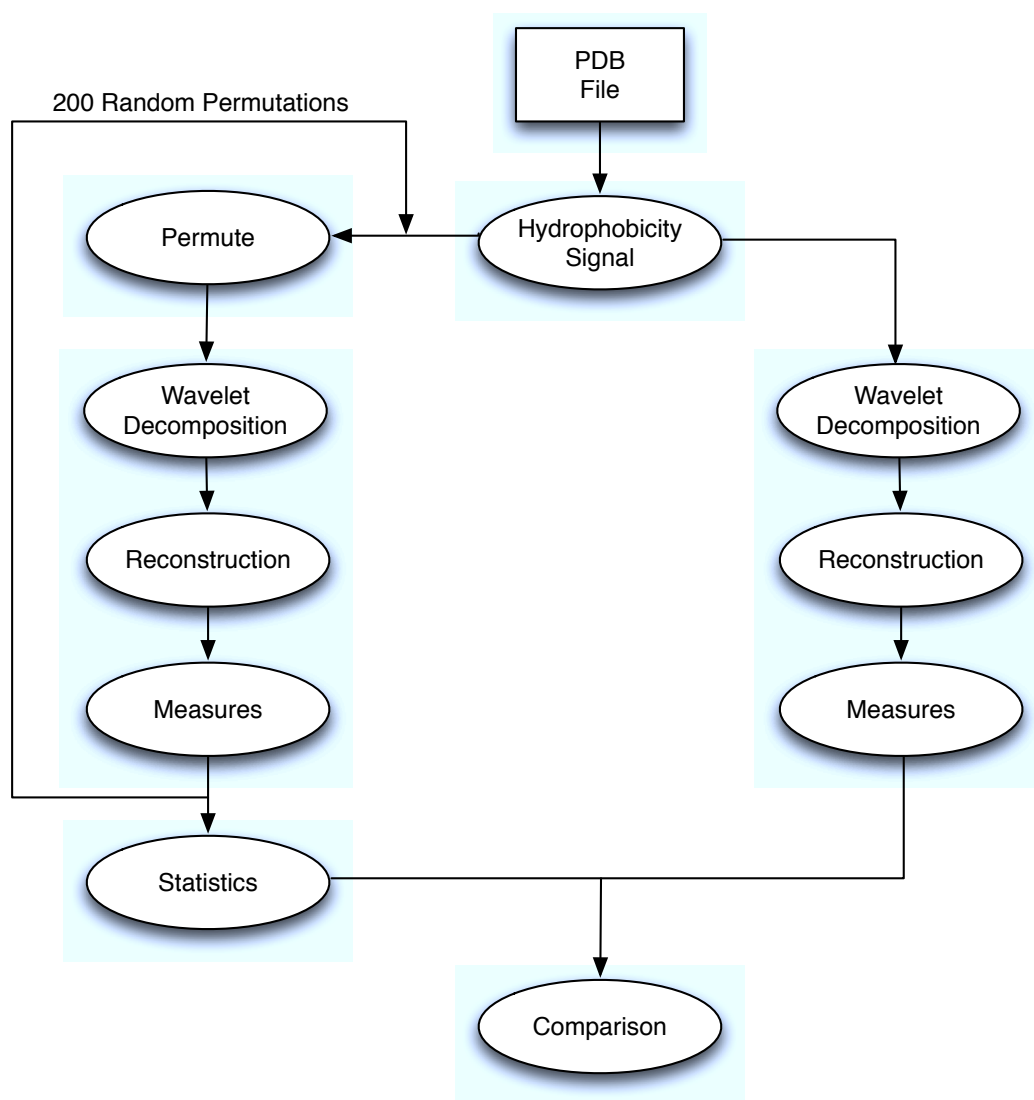 PDB
File
200 Random Permutations
Permute
Hydrophobicity
Signal
Wavelet
Decomposition
Reconstruction
Measures
Statistics
Wavelet
Decomposition
Reconstruction
Measures
Comparison